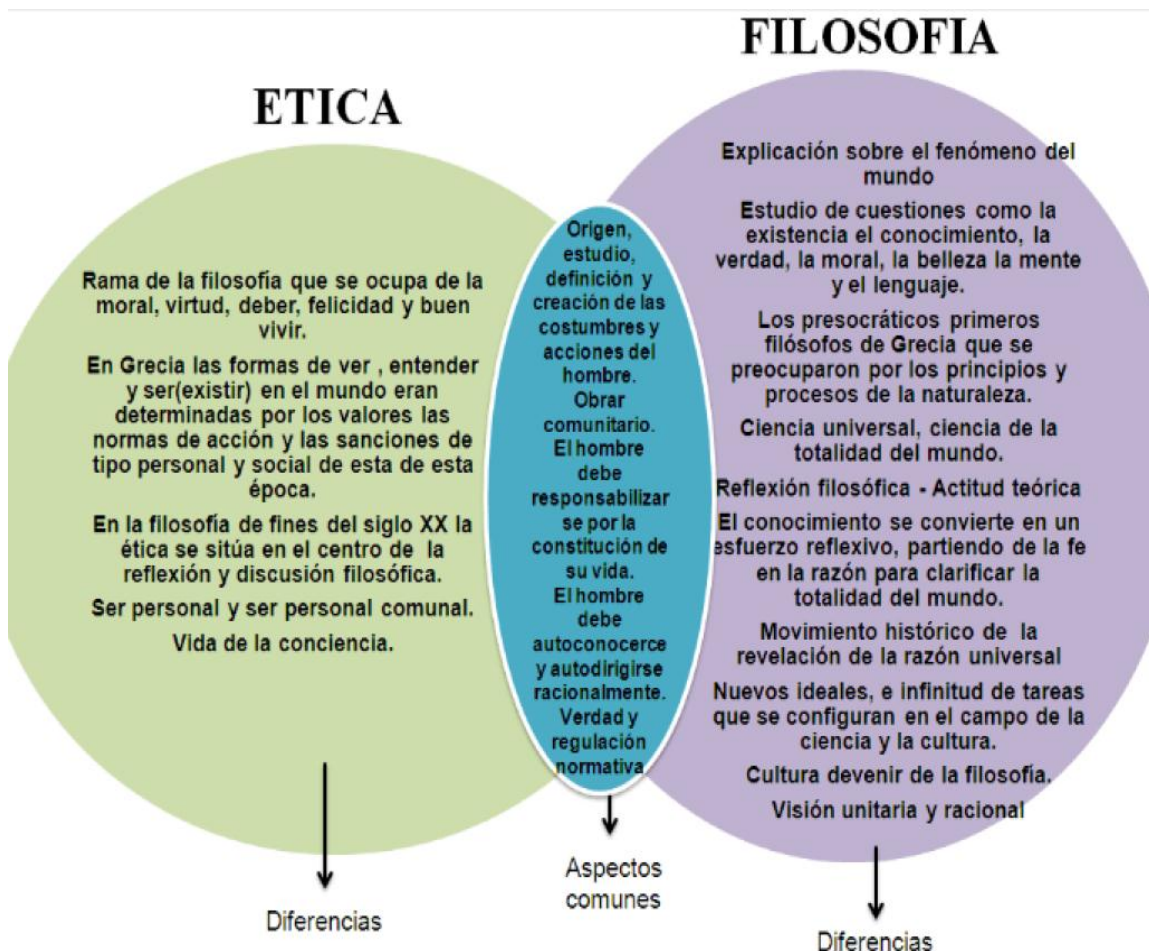 FILOSOFIA
ETICA
Rama de la filosofía que se ocupa de la
moral, virtud, deber, felicidad y buen
vivir.
En Grecia las formas de ver , entender
y ser(existir) en el mundo eran
determinadas por los valores las
normas de acción y las sanciones de
tipo personal y social de esta de esta
época.
En la filosofía de fines del siglo XX la
ética se sitúa en el centro de la
reflexión y discusión filosófica.
Ser personal y ser personal comunal.
Vida de la conciencia.
Origen,
estudio,
definición y
creación de las
costumbres y
acciones del
hombre.
Obrar
comunitario.
El hombre
debe
responsabilizar
se por la
constitución de
su vida.
El hombre
debe
autoconocerce
y autodirigirse
racionalmente.
Verdad y
regulación
normativa
Explicación sobre el fenómeno del
mundo
Estudio de cuestiones como la
existencia el conocimiento, la
verdad, la moral, la belleza la mente
y el lenguaje.
Los presocráticos primeros
filósofos de Grecia que se
preocuparon por los principios y
procesos de la naturaleza.
Ciencia universal, ciencia de la
totalidad del mundo.
Reflexión filosófica - Actitud teórica
El conocimiento se convierte en un
esfuerzo reflexivo, partiendo de la fe
en la razón para clarificar la
totalidad del mundo.
Movimiento histórico de la
revelación de la razón universal
Nuevos ideales, e infinitud de tareas
que se configuran en el campo de la
ciencia y la cultura.
Cultura devenir de la filosofía.
Visión unitaria y racional
Diferencias
Aspectos
comunes
Diferencias